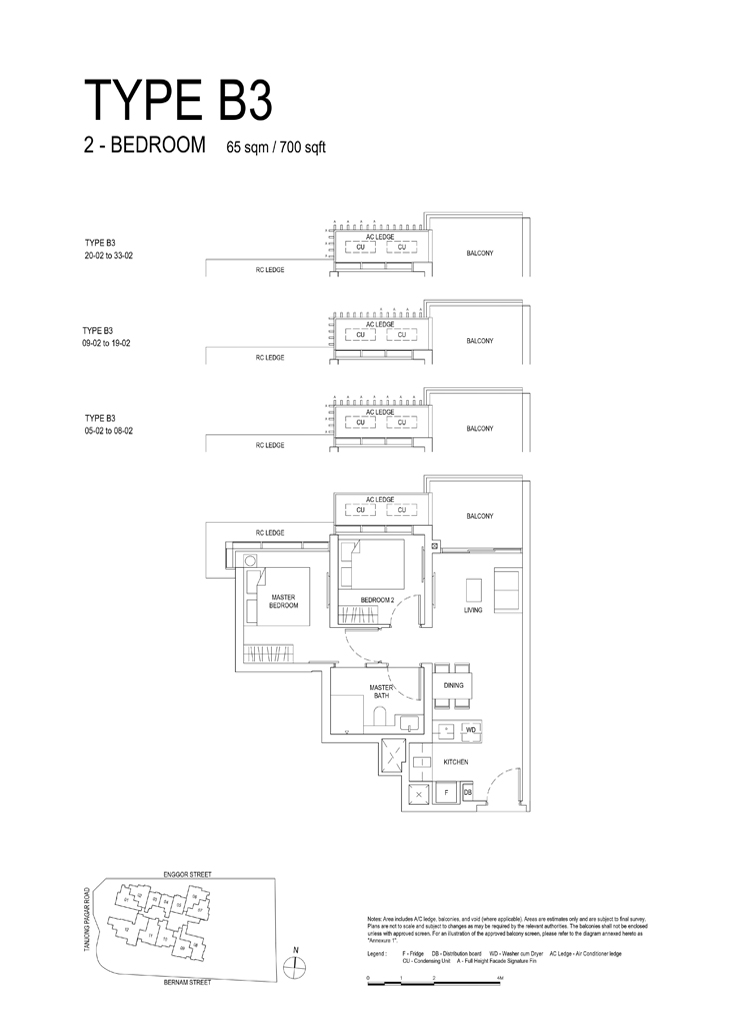 TYPE B3
2 - BEDROOM 65 sqm / 700 sqft
TYPE B3
20-02 to 33-02
AC LEDGE
CU CU
BALCONY
RC LEDGE
TYPE B3
09-02 to 19-02
AC LEDGE
CU CU
BALCONY
RC LEDGE
TYPE B3
05-02 to 08-02
AC LEDGE
CU CU
BALCONY
RC LEDGE
AC LEDGE
CU CU
BALCONY
RC LEDGE
MASTER
BEDROOM
BEDROOM 2
LIVING
MASTER
BATH
DINING
WD
KITCHEN
F DB
ENGGOR STREET
TANJONG PAGAR ROAD
BERNAM STREET
N
Notes: Area includes A/C ledge, balconies, and void (where applicable). Areas are estimates only and are subject to final survey.
Plans are not to scale and subject to changes as may be required by the relevant authorities. The balconies shall not be enclosed
unless with approved screen. For an illustration of the approved balcony screen, please refer to the diagram annexed hereto as
"Annexure 1".
Legend : F - Fridge DB - Distribution board WD - Washer cum Dryer AC Ledge - Air Conditioner ledge
CU - Condensing Unit A - Full Height Facade Signature Fin
0 1 2 4M